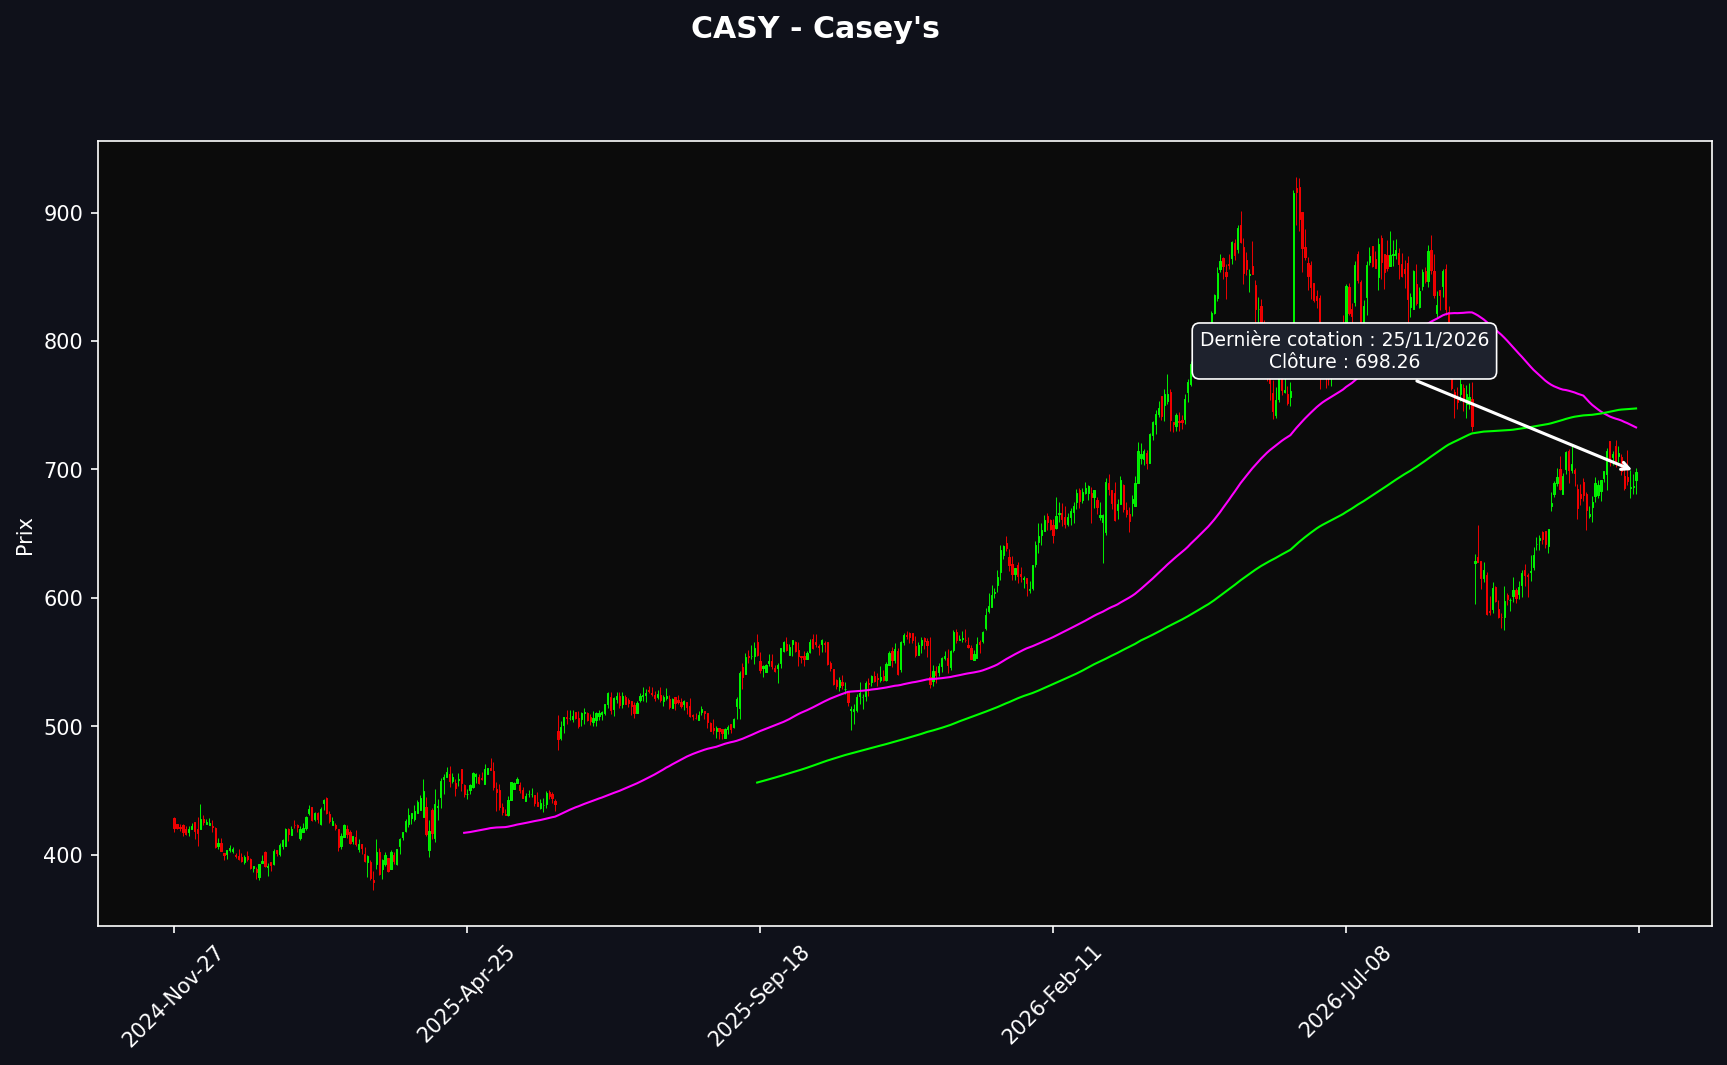 CASY - Casey's
900
800
700
600
500
400
Prix
Dernière cotation : 25/11/2026
Clôture : 698.26
2024-Nov-27
2025-Apr-25
2025-Sep-18
2026-Feb-11
2026-Jul-08